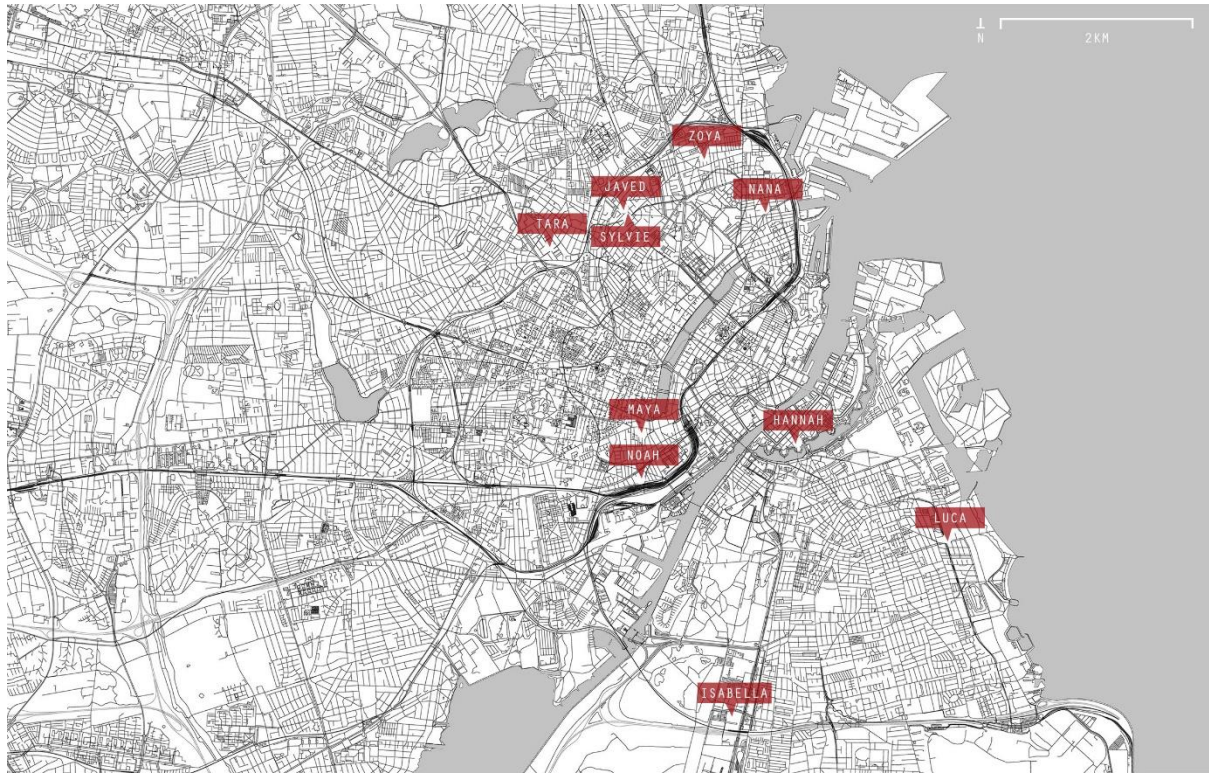 N
2KM
ZOYA
JAVED
NANA
TARA
SYLVIE
MAYA
HANNAH
NOAH
LUCA
ISABELLA